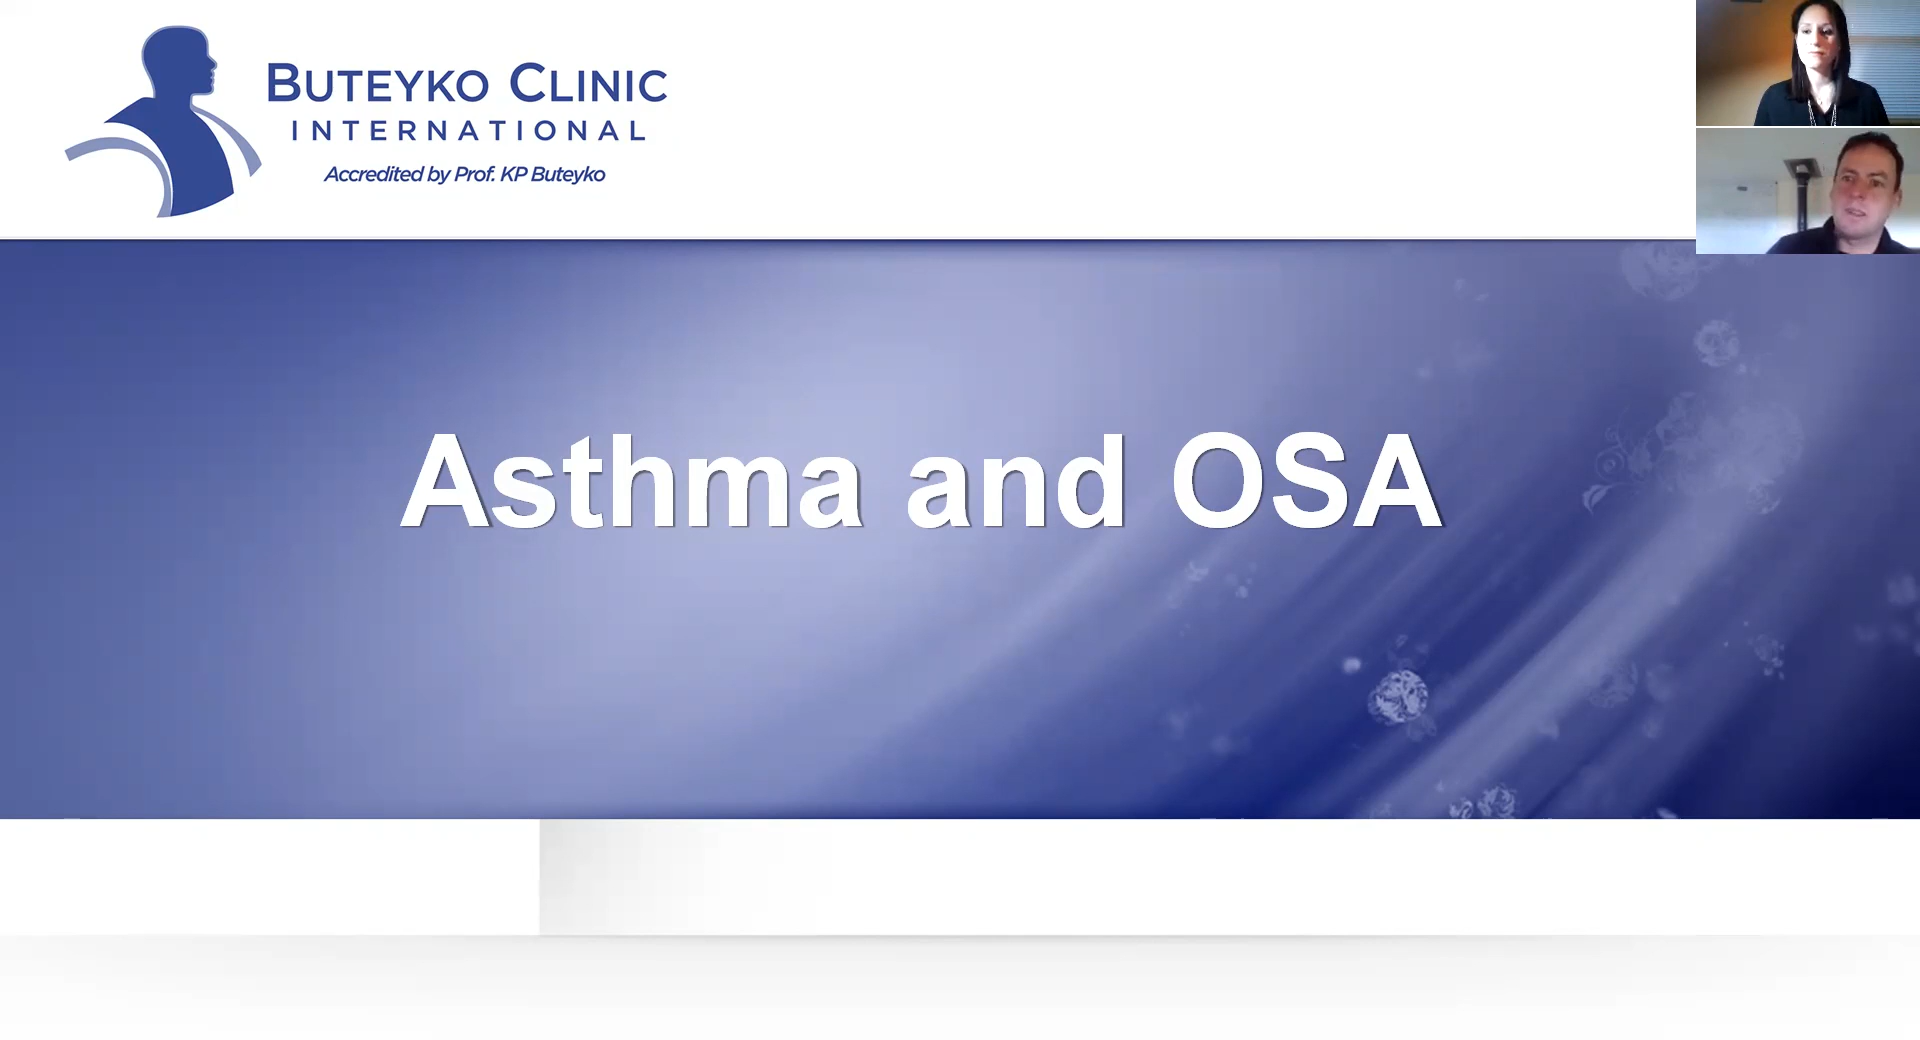 BUTEYKO CLINIC
INTERNATIONAL
Accredited by Prof. KP Buteyko
Asthma and OSA